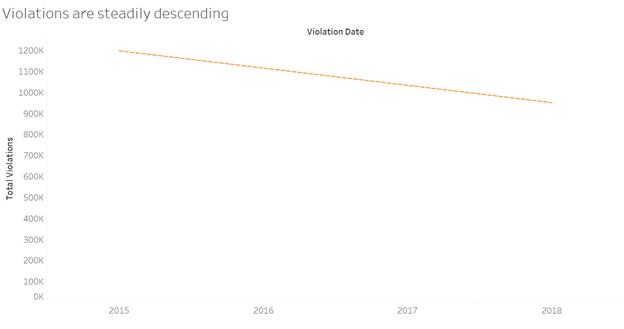 Violations are steadily descending
Violation Date
1200K
1100K
1000K
900K
800K
700K
600K
500K
400K
300K
200K
100K
0K
Total Violations
2015 2016 2017 2018